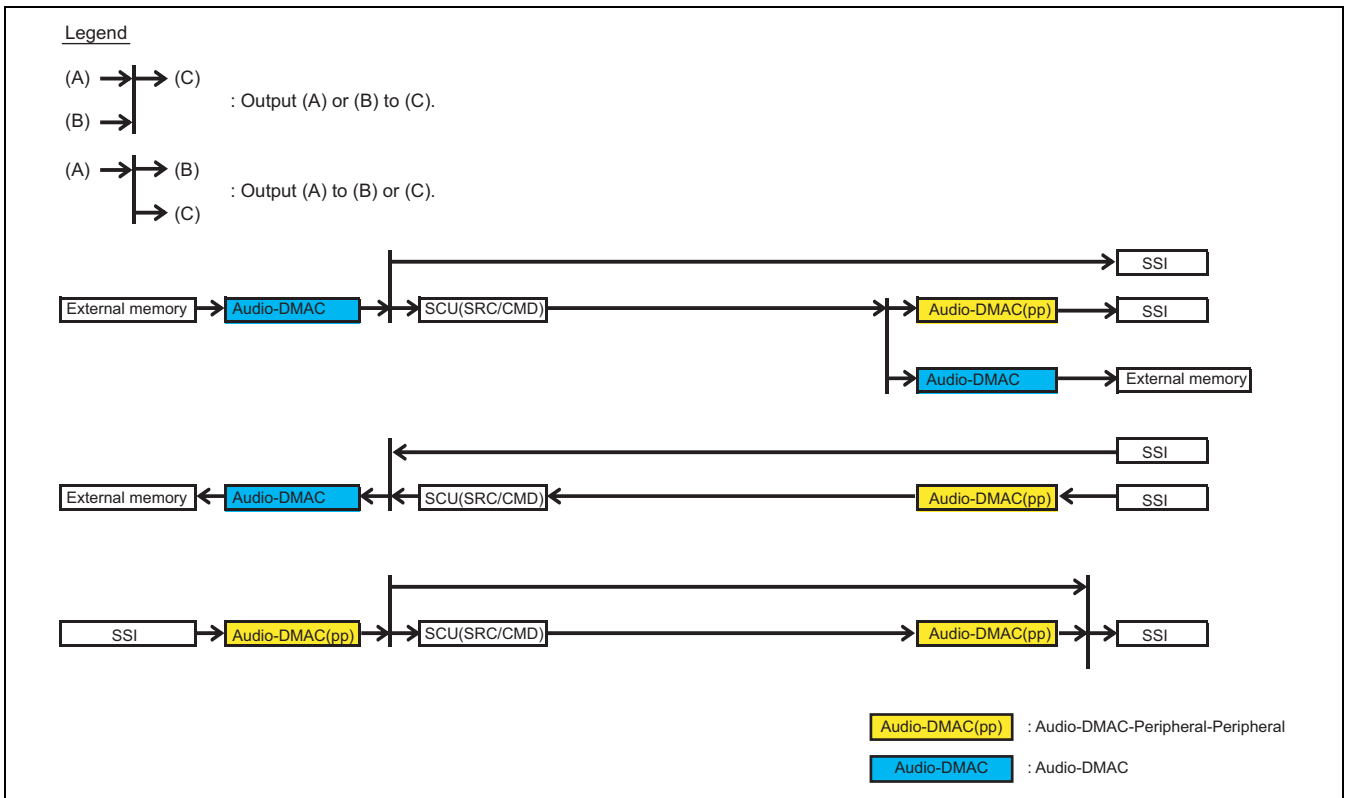 Legend
(A) (C)
: Output (A) or (B) to (C).
(B)
(A) (B)
: Output (A) to (B) or (C).
(C)
SSI
External memory Audio-DMAC SCU(SRC/CMD) Audio-DMAC(pp) SSI
Audio-DMAC External memory
SSI
External memory Audio-DMAC SCU(SRC/CMD) Audio-DMAC(pp) SSI
SSI Audio-DMAC(pp) SCU(SRC/CMD) Audio-DMAC(pp) SSI
Audio-DMAC(pp) : Audio-DMAC-Peripheral-Peripheral
Audio-DMAC : Audio-DMAC